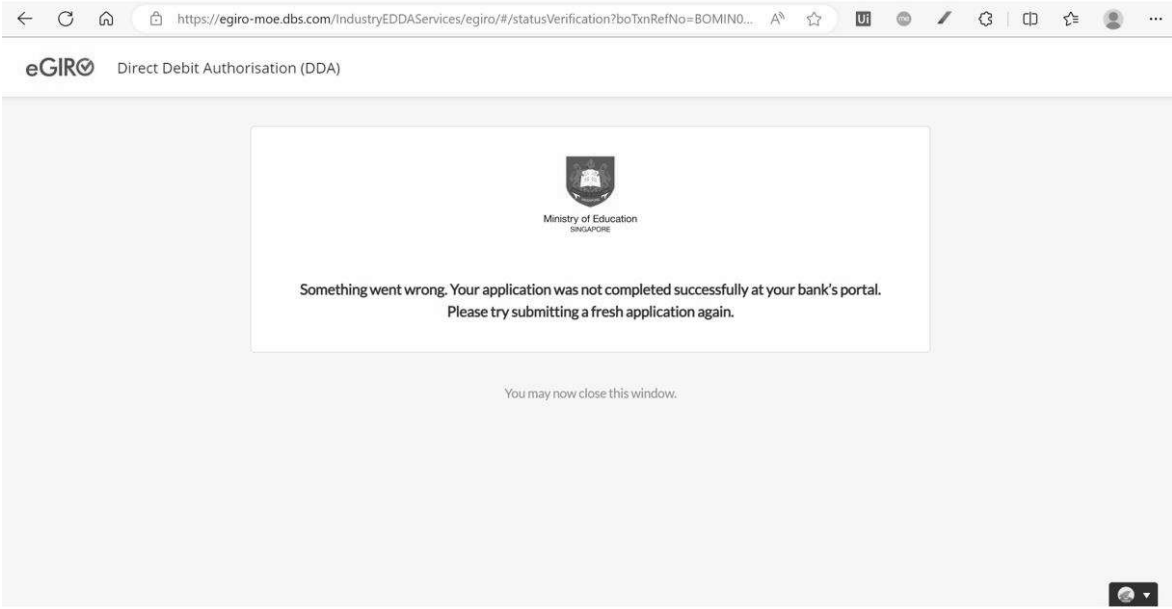 https://egiro-moe.dbs.com/IndustryEDDAServices/egiro/#/statusVerification?boTxnRefNo=BOMIN0...
eGIRO Direct Debit Authorisation (DDA)
Ministry of Education
SINGAPORE
Something went wrong. Your application was not completed successfully at your bank’s portal.
Please try submitting a fresh application again.
You may now close this window.